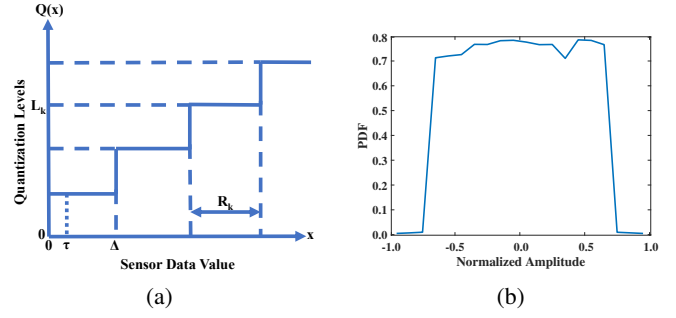 Q(x)
Quantization Levels
L_k
R_k
0
0
τ
Δ
x
Sensor Data Value
(a)
0.8
0.7
0.6
0.5
0.4
0.3
0.2
0.1
0.0
PDF
-1.0 -0.5 0.0 0.5 1.0
Normalized Amplitude
(b)